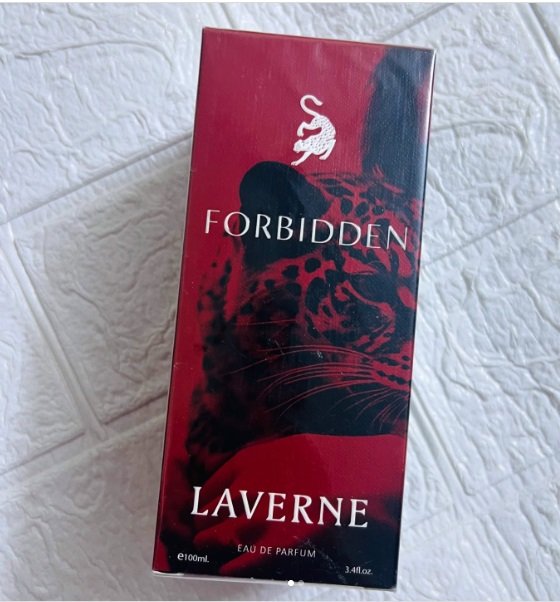 FORBIDDEN
LAVERNE
EAU DE PARFUM
e100ml.
3.4fl.oz.